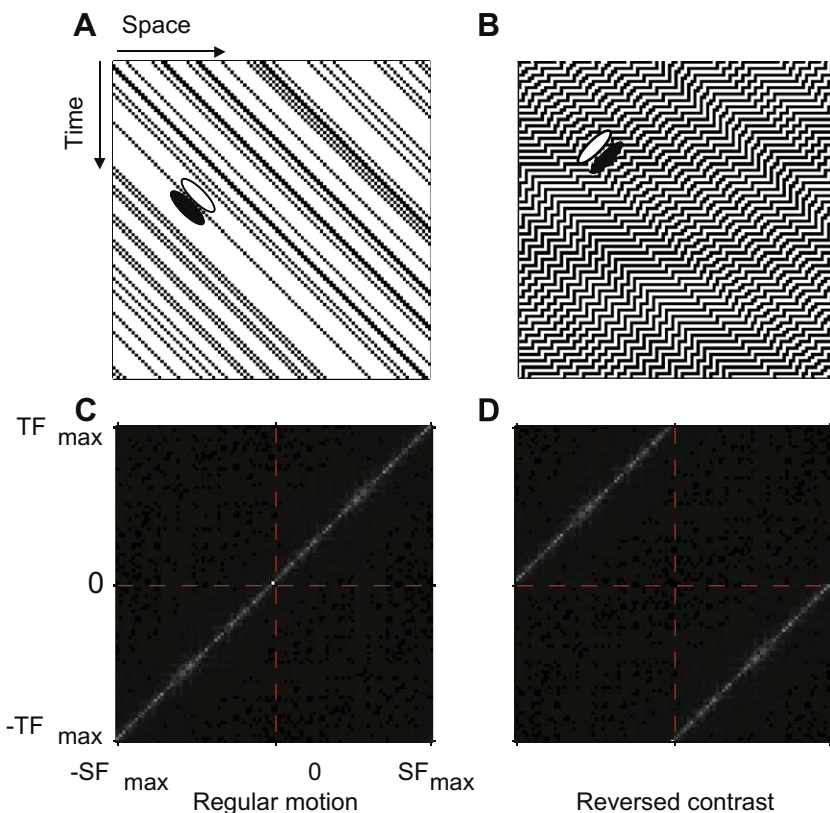 A
Space
B
Time
C
D
TF max
0
-TF max
-SF max
0
SF max
Regular motion
Reversed contrast